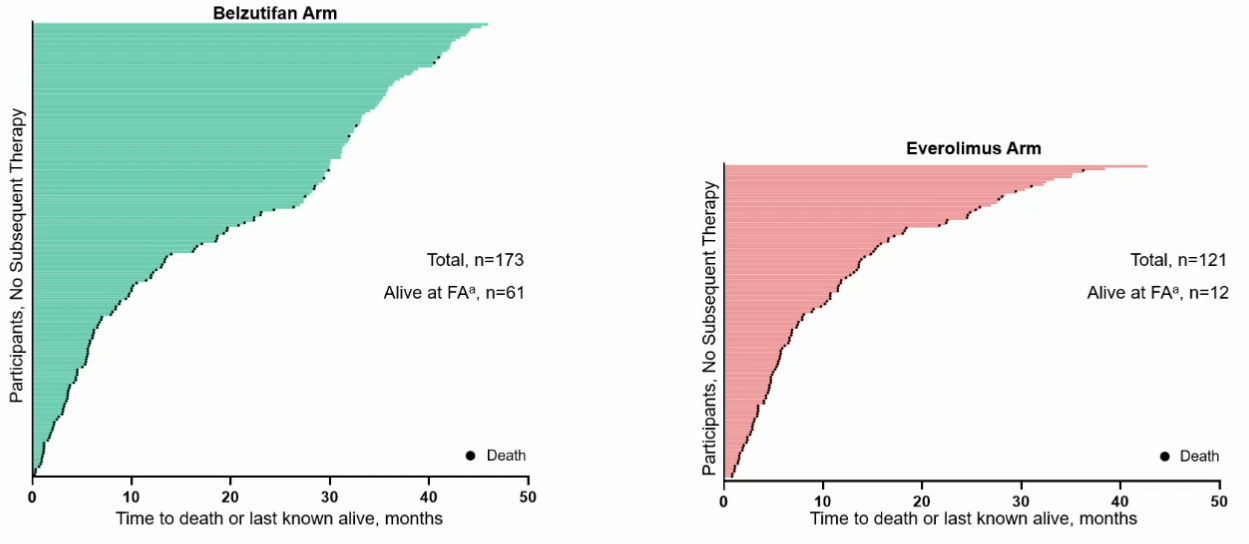 Belzutifan Arm
Participants, No Subsequent Therapy
Total, n=173
Alive at FAᵃ, n=61
Death
0 10 20 30 40 50
Time to death or last known alive, months
Everolimus Arm
Participants, No Subsequent Therapy
Total, n=121
Alive at FAᵃ, n=12
Death
0 10 20 30 40 50
Time to death or last known alive, months